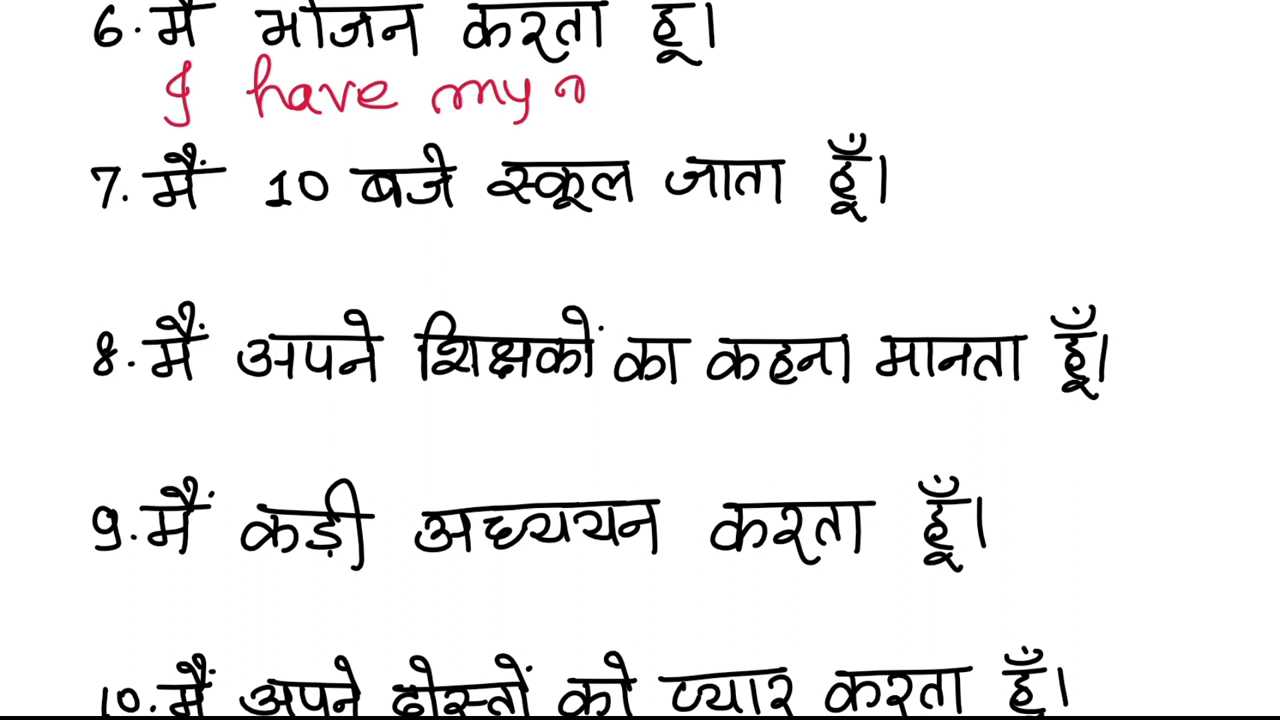 6. मैं भोजन करता हूँ।
I have my
7. मैं 10 बजे स्कूल जाता हूँ।
8. मैं अपने शिक्षकों का कहना मानता हूँ।
9. मैं कड़ी अध्ययन करता हूँ।
10. मैं अपने दोस्तों को प्यार करता हूँ।